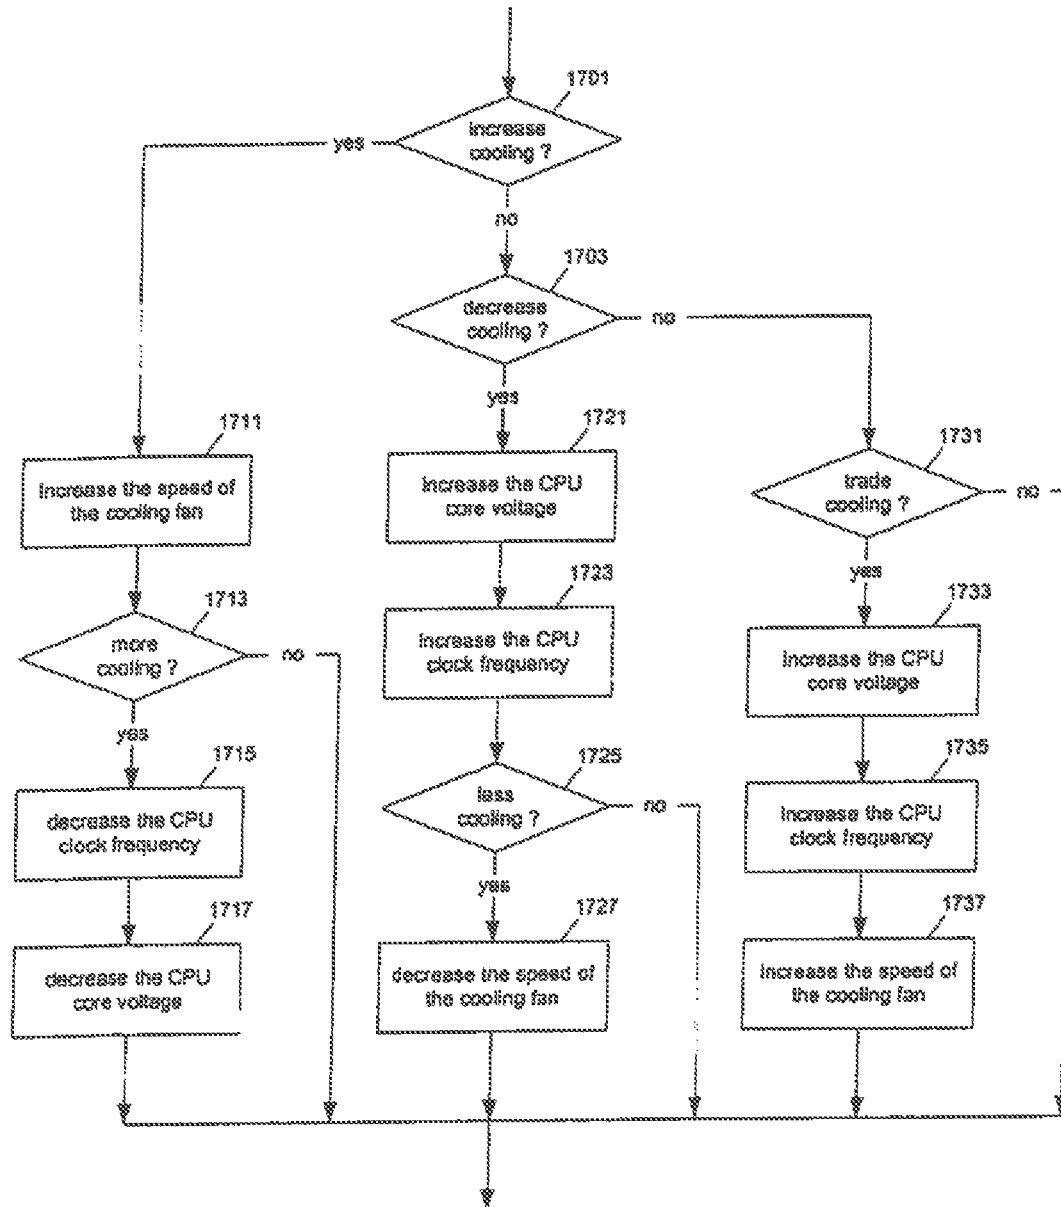 1701
increase
cooling ?
yes
no
1703
decrease
cooling ?
no
yes
1711
increase the speed of
the cooling fan
1721
increase the CPU
core voltage
1731
trade
cooling ?
no
yes
1713
more
cooling ?
no
yes
1723
increase the CPU
clock frequency
1733
increase the CPU
core voltage
1715
decrease the CPU
clock frequency
1725
less
cooling ?
no
yes
1735
increase the CPU
clock frequency
1717
decrease the CPU
core voltage
1727
decrease the speed of
the cooling fan
1737
increase the speed of
the cooling fan